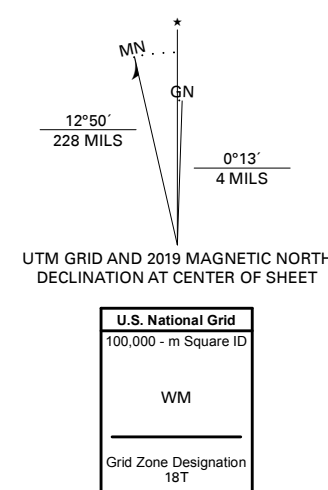 ★
MN
GN
12°50´
228 MILS
0°13´
4 MILS
UTM GRID AND 2019 MAGNETIC NORTH
DECLINATION AT CENTER OF SHEET
U.S. National Grid
100,000 - m Square ID
WM
Grid Zone Designation
18T